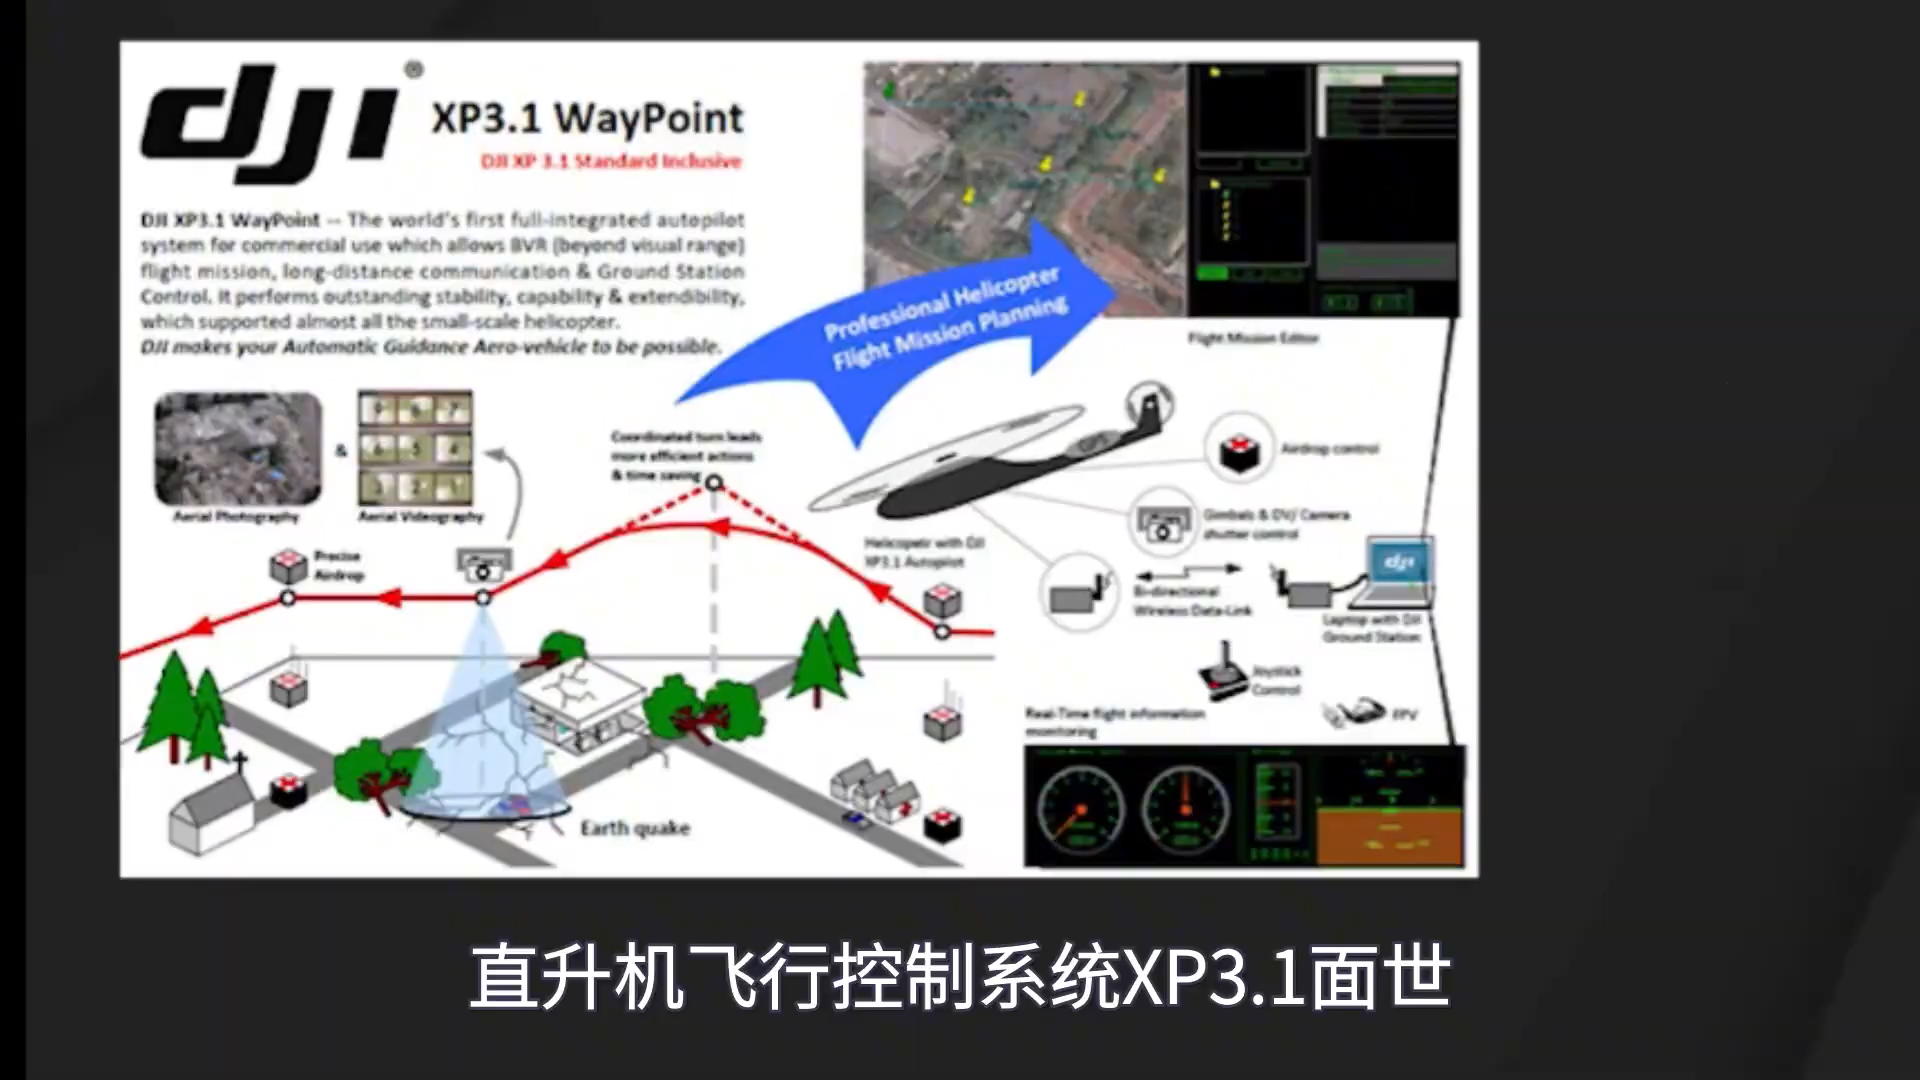 dji®
XP3.1 WayPoint
DJI XP 3.1 Standard Inclusive
DJI XP3.1 WayPoint -- The world's first full-integrated autopilot
system for commercial use which allows BVR (beyond visual range)
flight mission, long-distance communication & Ground Station
Control. It performs outstanding stability, capability & extendibility,
which supported almost all the small-scale helicopter.
DJI makes your Automatic Guidance Aero-vehicle to be possible.
Professional Helicopter
Flight Mission Planning
Flight Mission Editor
&
Aerial Photography
Aerial Videography
Coordinated turn leads
more efficient actions
& time saving
Precise
Airdrop
Helicopetr with DJI
XP3.1 Autopilot
Airdrop control
Gimbals & DV/ Camera
shutter control
Bi-directional
Wireless Data-Link
dji
Laptop with DJI
Ground Station
Joystick
Control
FPV
Real-Time flight information
monitoring
Earth quake
直升机飞行控制系统XP3.1面世